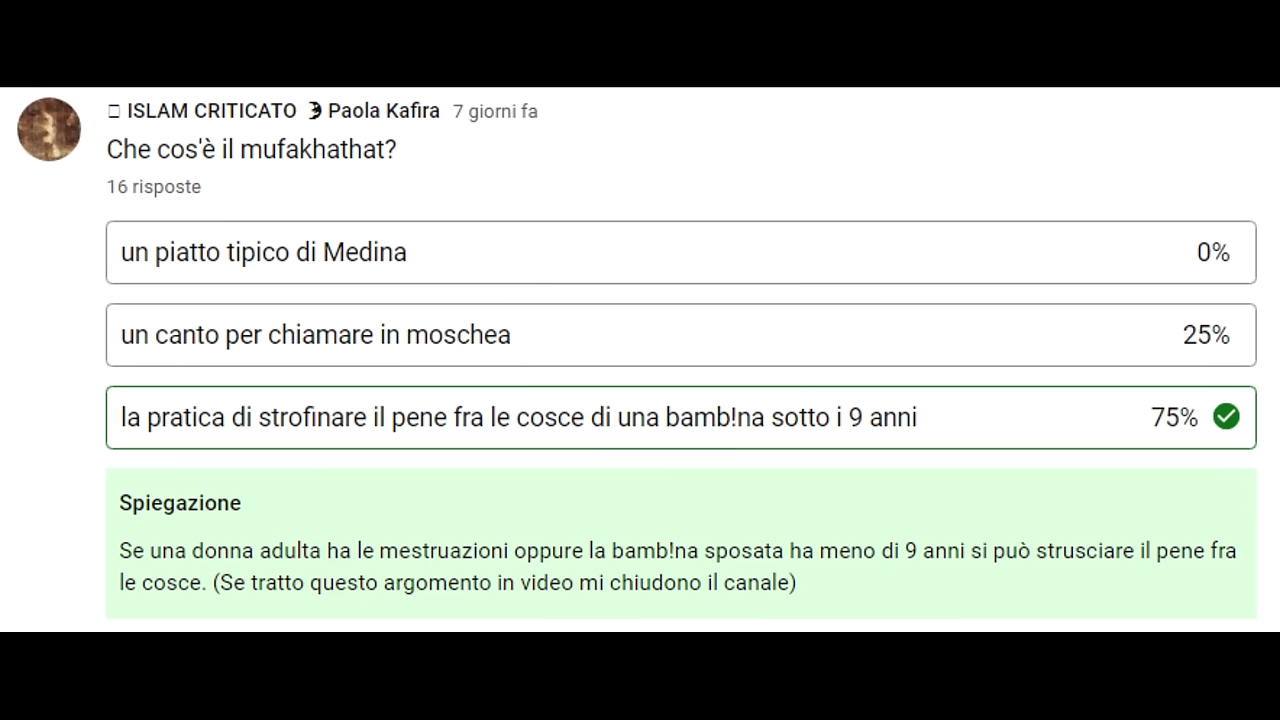 ISLAM CRITICATO Paola Kafira 7 giorni fa
Che cos'è il mufakhathat?
16 risposte
un piatto tipico di Medina 0%
un canto per chiamare in moschea 25%
la pratica di strofinare il pene fra le cosce di una bamb!na sotto i 9 anni 75%
Spiegazione
Se una donna adulta ha le mestruazioni oppure la bamb!na sposata ha meno di 9 anni si può strusciare il pene fra
le cosce. (Se tratto questo argomento in video mi chiudono il canale)